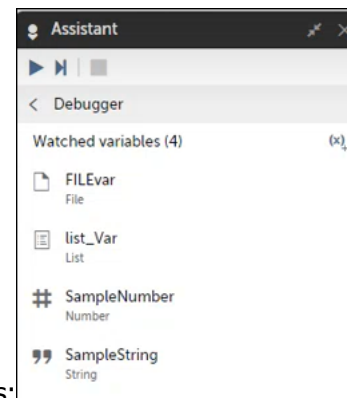 Assistant
Debugger
Watched variables (4)
(x)+
FILEvar
File
list_Var
List
SampleNumber
Number
SampleString
String
s: